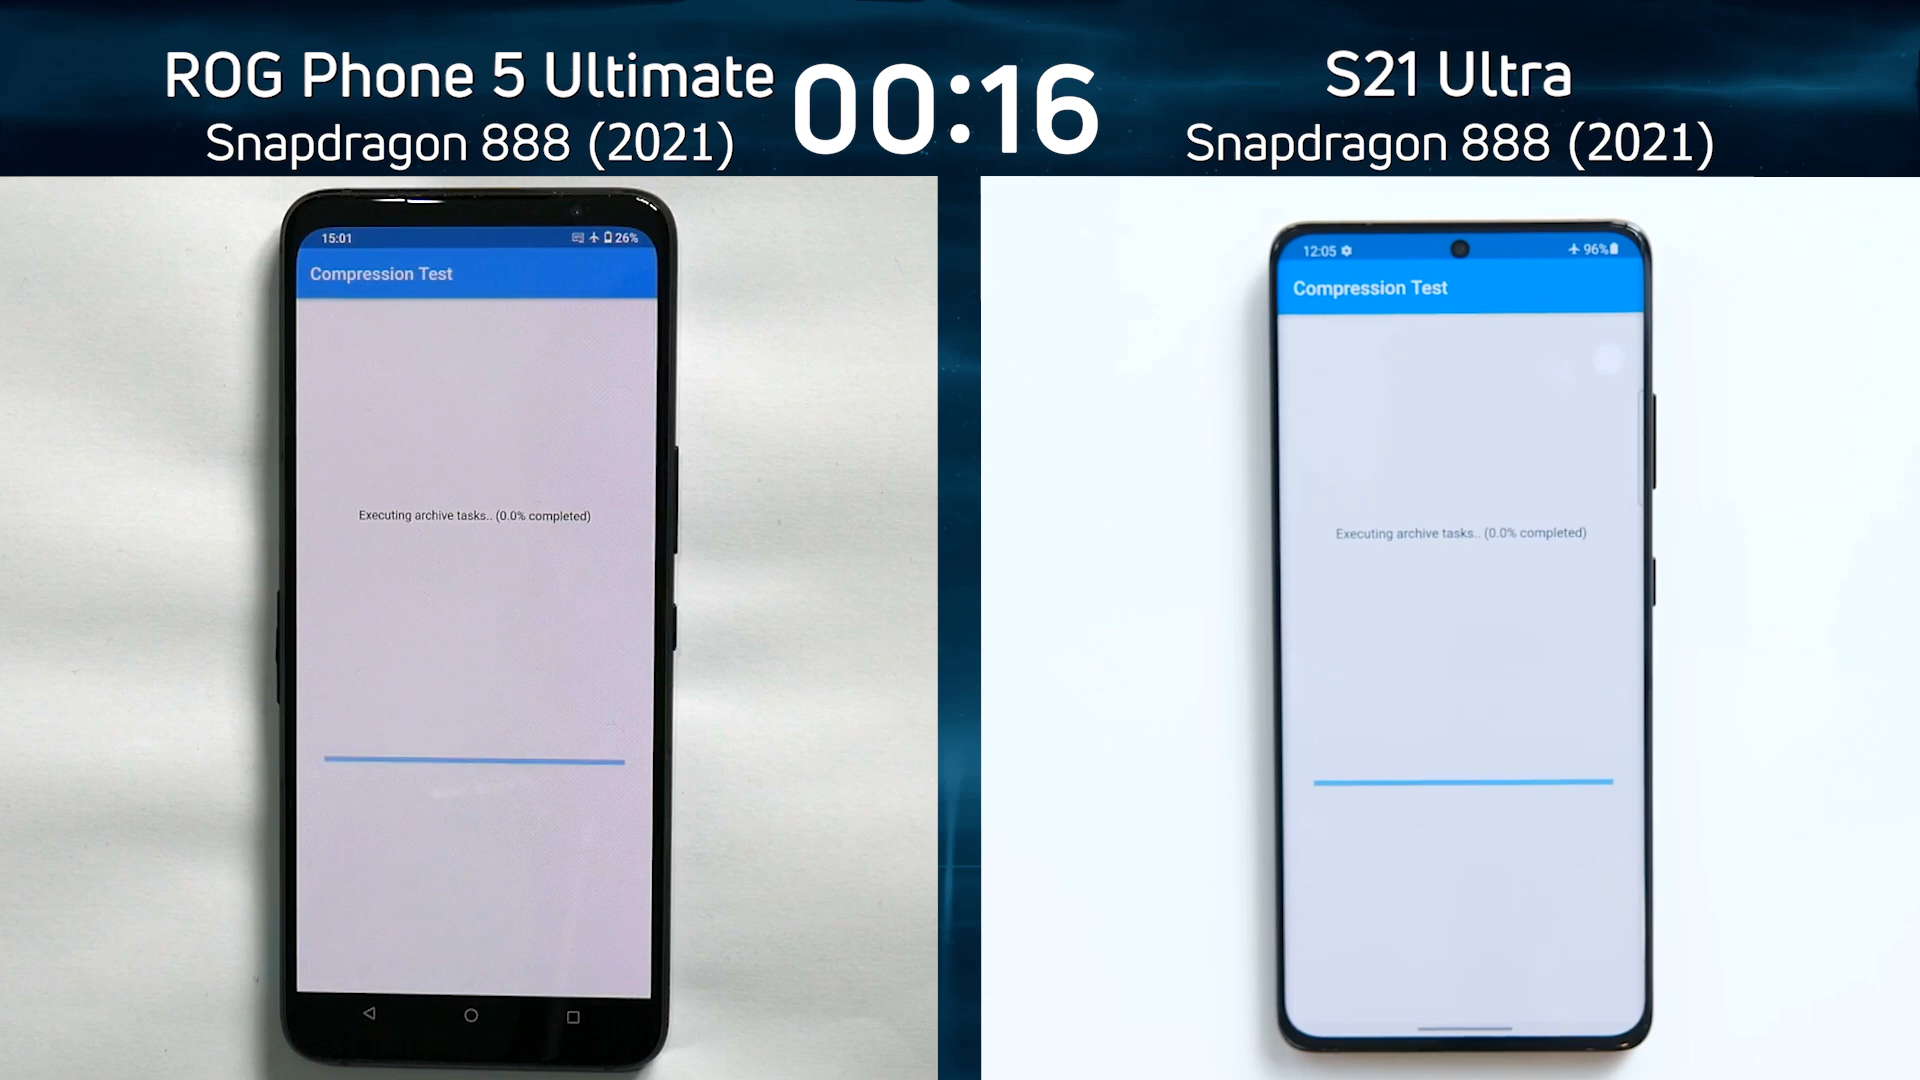 ROG Phone 5 Ultimate
Snapdragon 888 (2021)
00:16
S21 Ultra
Snapdragon 888 (2021)
15:01
26%
Compression Test
Executing archive tasks.. (0.0% completed)
12:05
96%
Compression Test
Executing archive tasks.. (0.0% completed)